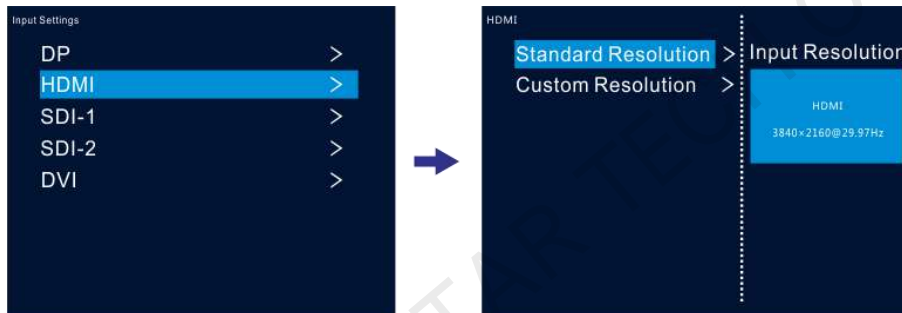 Input Settings
DP >
HDMI >
SDI-1 >
SDI-2 >
DVI >
HDMI
Standard Resolution >
Custom Resolution >
Input Resolution
HDMI
3840×2160@29.97Hz